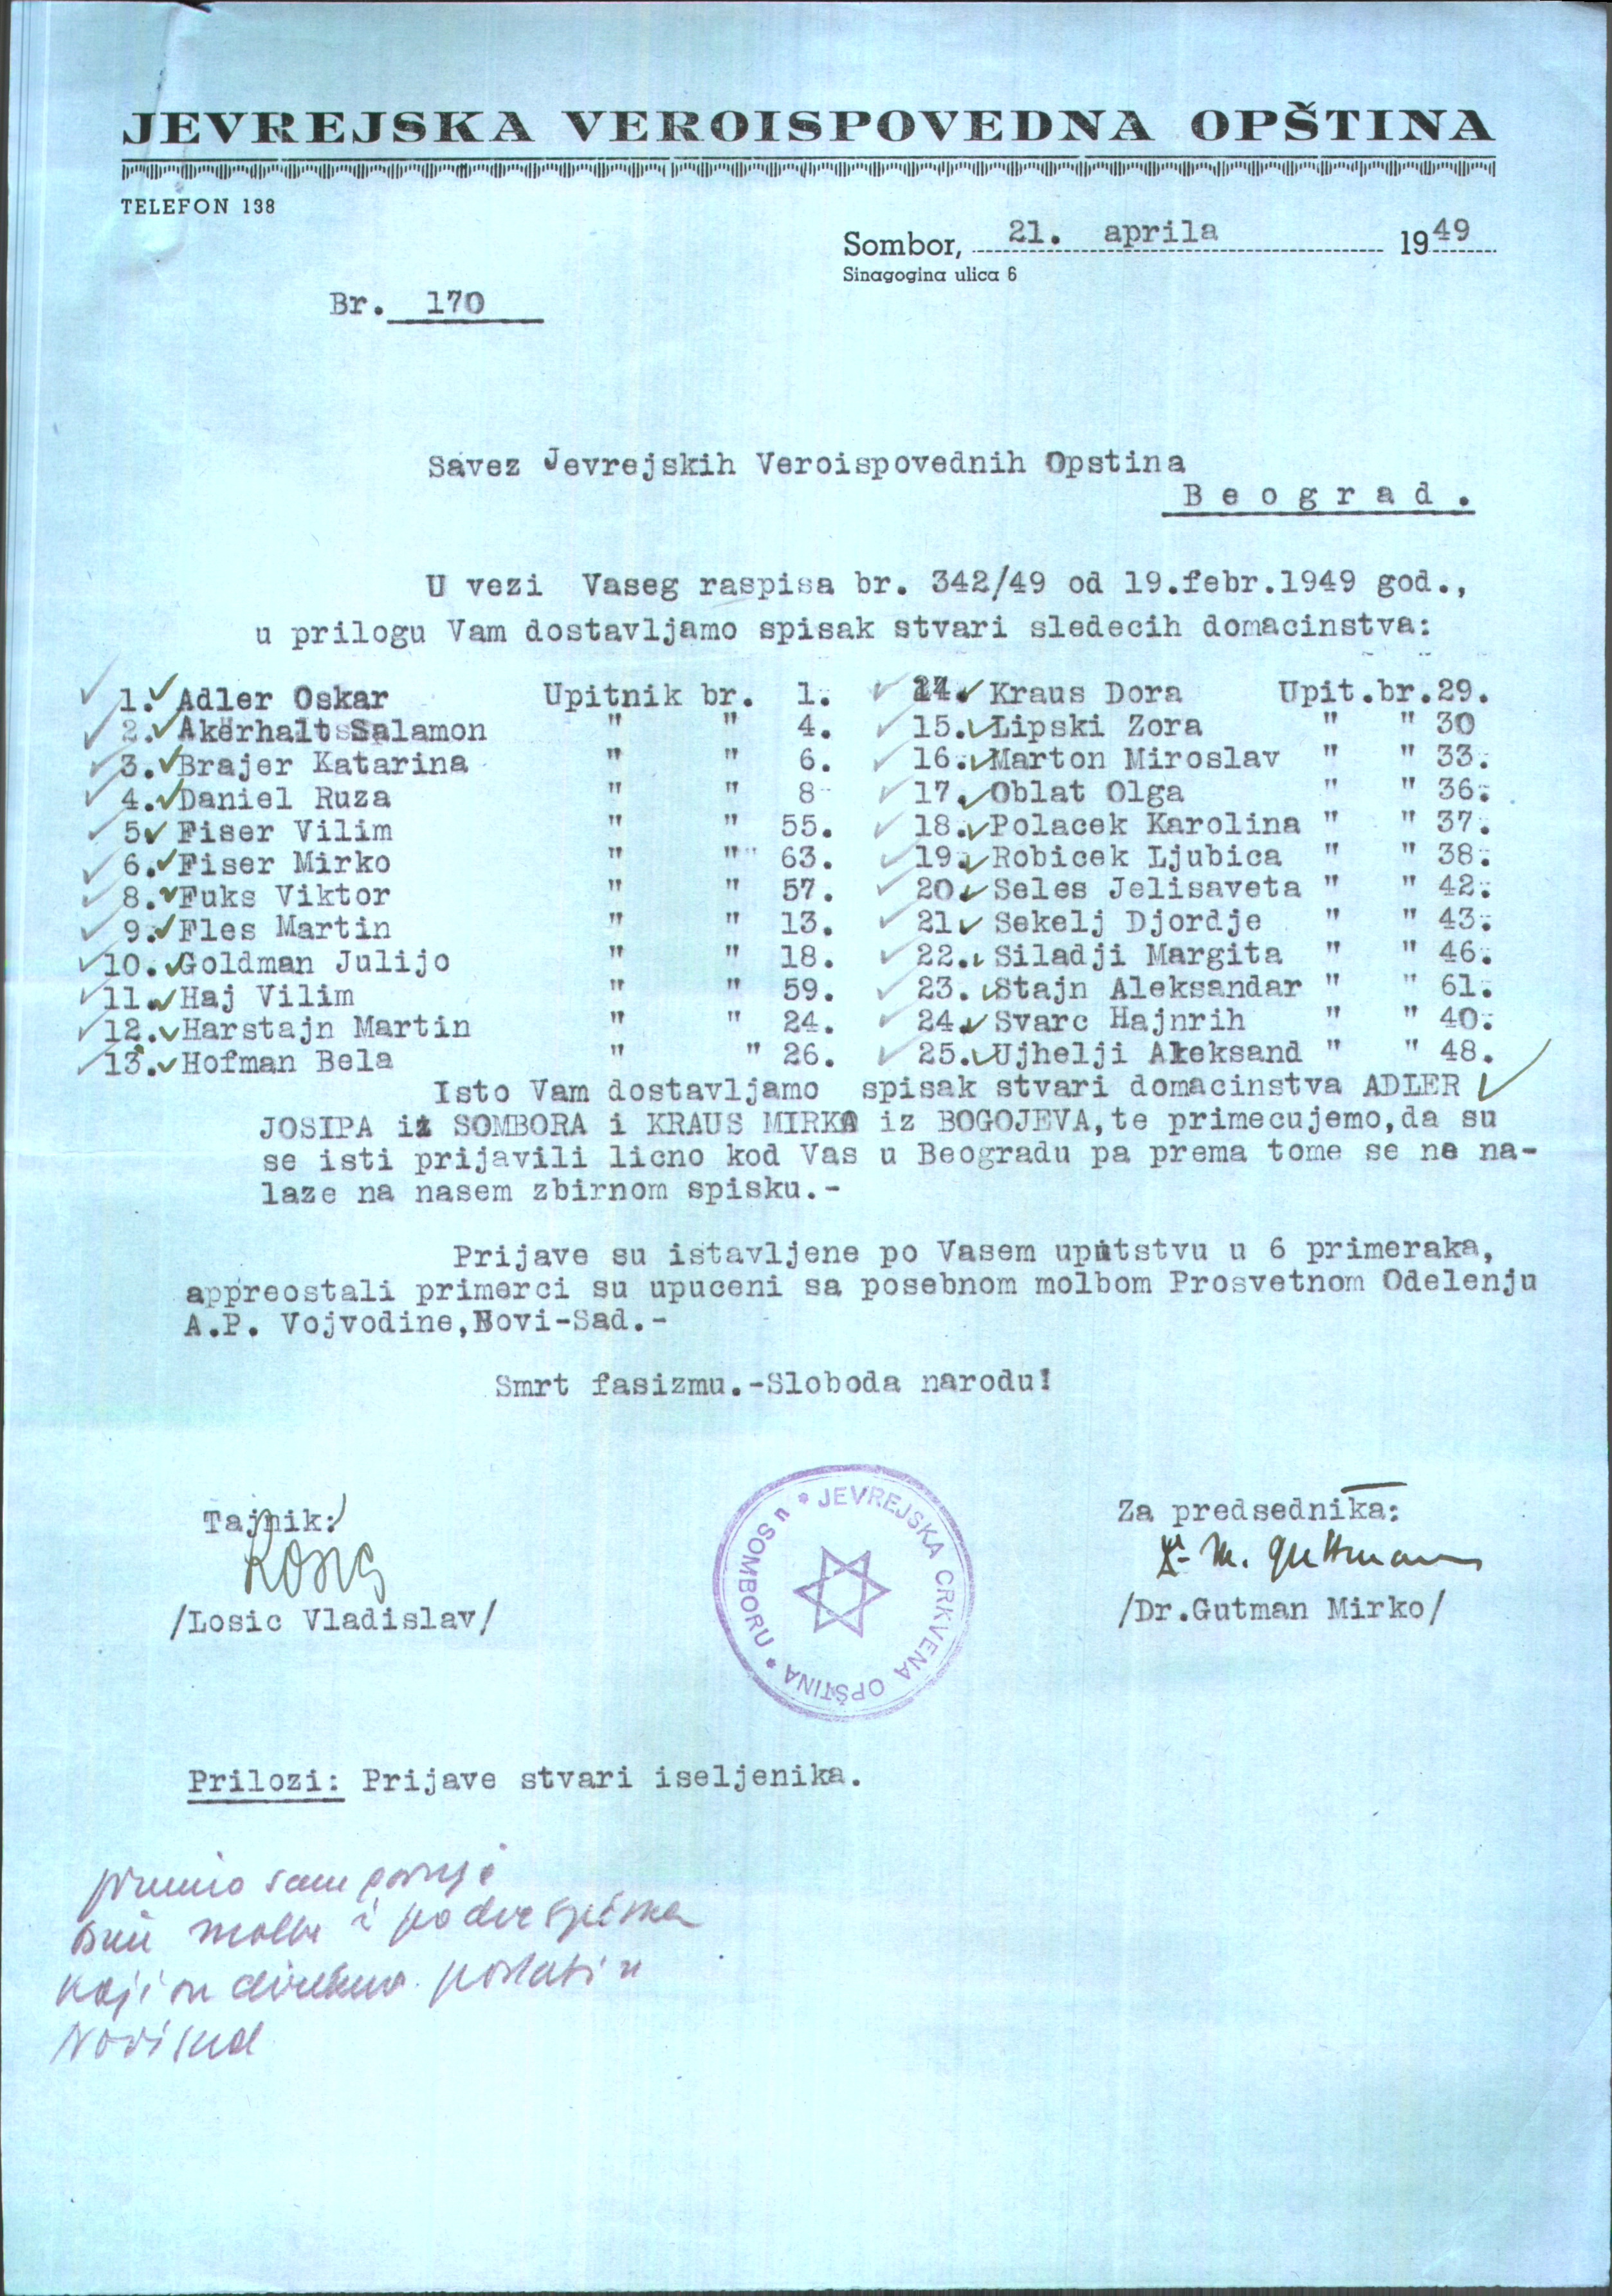 JEVREJSKA VEROISPOVEDNA OPŠTINA
TELEFON 138
Sombor, 21. aprila 1949
Sinagogina ulica 6
Br. 170
Savez Jevrejskih Veroispovednih Opstina
Beograd.
U vezi Vaseg raspisa br. 342/49 od 19.febr.1949 god.,
u prilogu Vam dostavljamo spisak stvari sledecih domacinstva:
1. Adler Oskar Upitnik br. 1.
2. Akerhalt Salamon " " 4.
3. Brajer Katarina " " 6.
4. Daniel Ruza " " 8
5. Fiser Vilim " " 55.
6. Fiser Mirko " " 63.
8. Fuks Viktor " " 57.
9. Fles Martin " " 13.
10. Goldman Julijo " " 18.
11. Haj Vilim " " 59.
12. Harstajn Martin " " 24.
13. Hofman Bela " " 26.
14. Kraus Dora Upit.br.29.
15. Lipski Zora " " 30
16. Marton Miroslav " " 33.
17. Oblat Olga " " 36.
18. Polacek Karolina " " 37.
19. Robicek Ljubica " " 38.
20. Seles Jelisaveta " " 42.
21 Sekelj Djordje " " 43.
22. Siladji Margita " " 46.
23. Stajn Aleksandar " " 61.
24. Svarc Hajnrih " " 40.
25. Ujhelji Aleksand " " 48.
Isto Vam dostavljamo spisak stvari domacinstva ADLER
JOSIPA iz SOMBORA i KRAUS MIRKA iz BOGOJEVA, te primecujemo, da su
se isti prijavili licno kod Vas u Beogradu pa prema tome se ne na-
laze na nasem zbirnom spisku.-
Prijave su istavljene po Vasem uputstvu u 6 primeraka,
appreostali primerci su upuceni sa posebnom molbom Prosvetnom Odelenju
A.P. Vojvodine, Novi-Sad.-
Smrt fasizmu.-Sloboda narodu!
Tajnik:
/Losic Vladislav/
* JEVREJSKA CRKVENA OPŠTINA * u SOMBORU
Za predsednika:
Dr. M. Guttmann
/Dr.Gutman Mirko/
Prilozi: Prijave stvari iseljenika.
primio sam gornje
molbe i po dva spiska
koji su direktno poslati u
Novi Sad